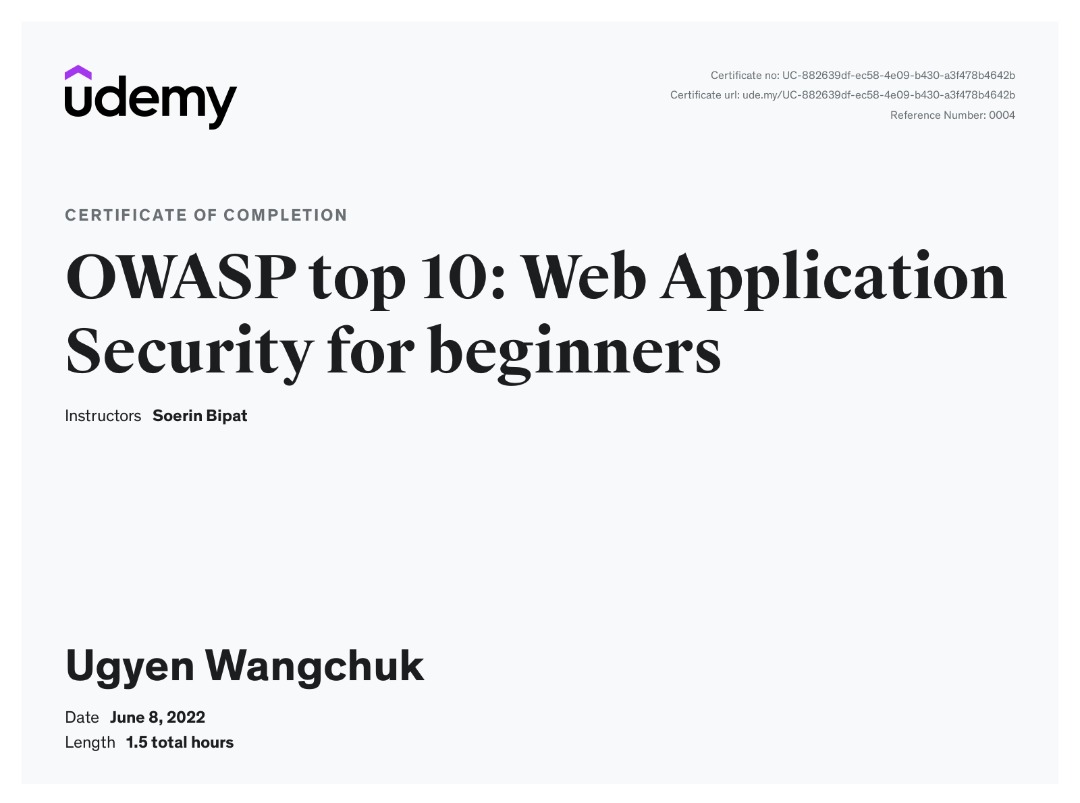 udemy
Certificate no: UC-882639df-ec58-4e09-b430-a3f478b4642b
Certificate url: ude.my/UC-882639df-ec58-4e09-b430-a3f478b4642b
Reference Number: 0004
CERTIFICATE OF COMPLETION
OWASP top 10: Web Application
Security for beginners
Instructors Soerin Bipat
Ugyen Wangchuk
Date June 8, 2022
Length 1.5 total hours